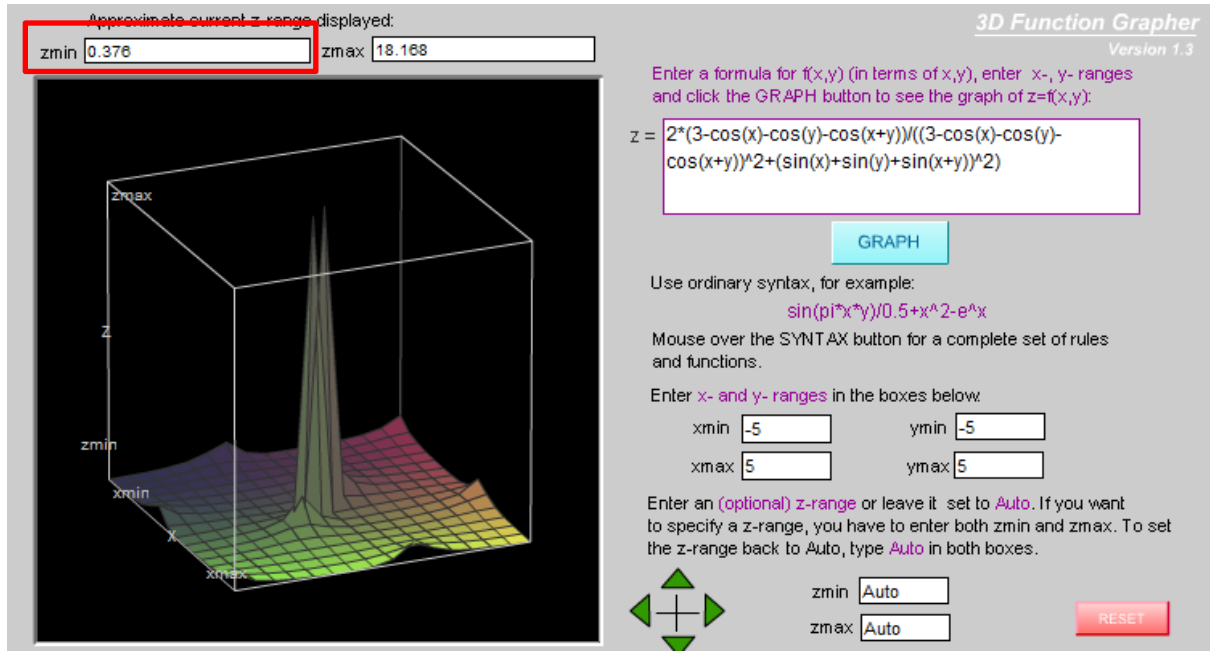 Approximate current z-range displayed:
zmin 0.376 zmax 18.168
3D Function Grapher
Version 1.3
Enter a formula for f(x,y) (in terms of x,y), enter x-, y- ranges
and click the GRAPH button to see the graph of z=f(x,y):
z = 2*(3-cos(x)-cos(y)-cos(x+y))/((3-cos(x)-cos(y)-
cos(x+y))^2+(sin(x)+sin(y)+sin(x+y))^2)
GRAPH
Use ordinary syntax, for example:
sin(pi*x*y)/0.5+x^2-e^x
Mouse over the SYNTAX button for a complete set of rules
and functions.
Enter x- and y- ranges in the boxes below.
xmin -5 ymin -5
xmax 5 ymax 5
Enter an (optional) z-range or leave it set to Auto. If you want
to specify a z-range, you have to enter both zmin and zmax. To set
the z-range back to Auto, type Auto in both boxes.
zmin Auto
zmax Auto
RESET
zmax
z
zmin
xmin
X
xmax